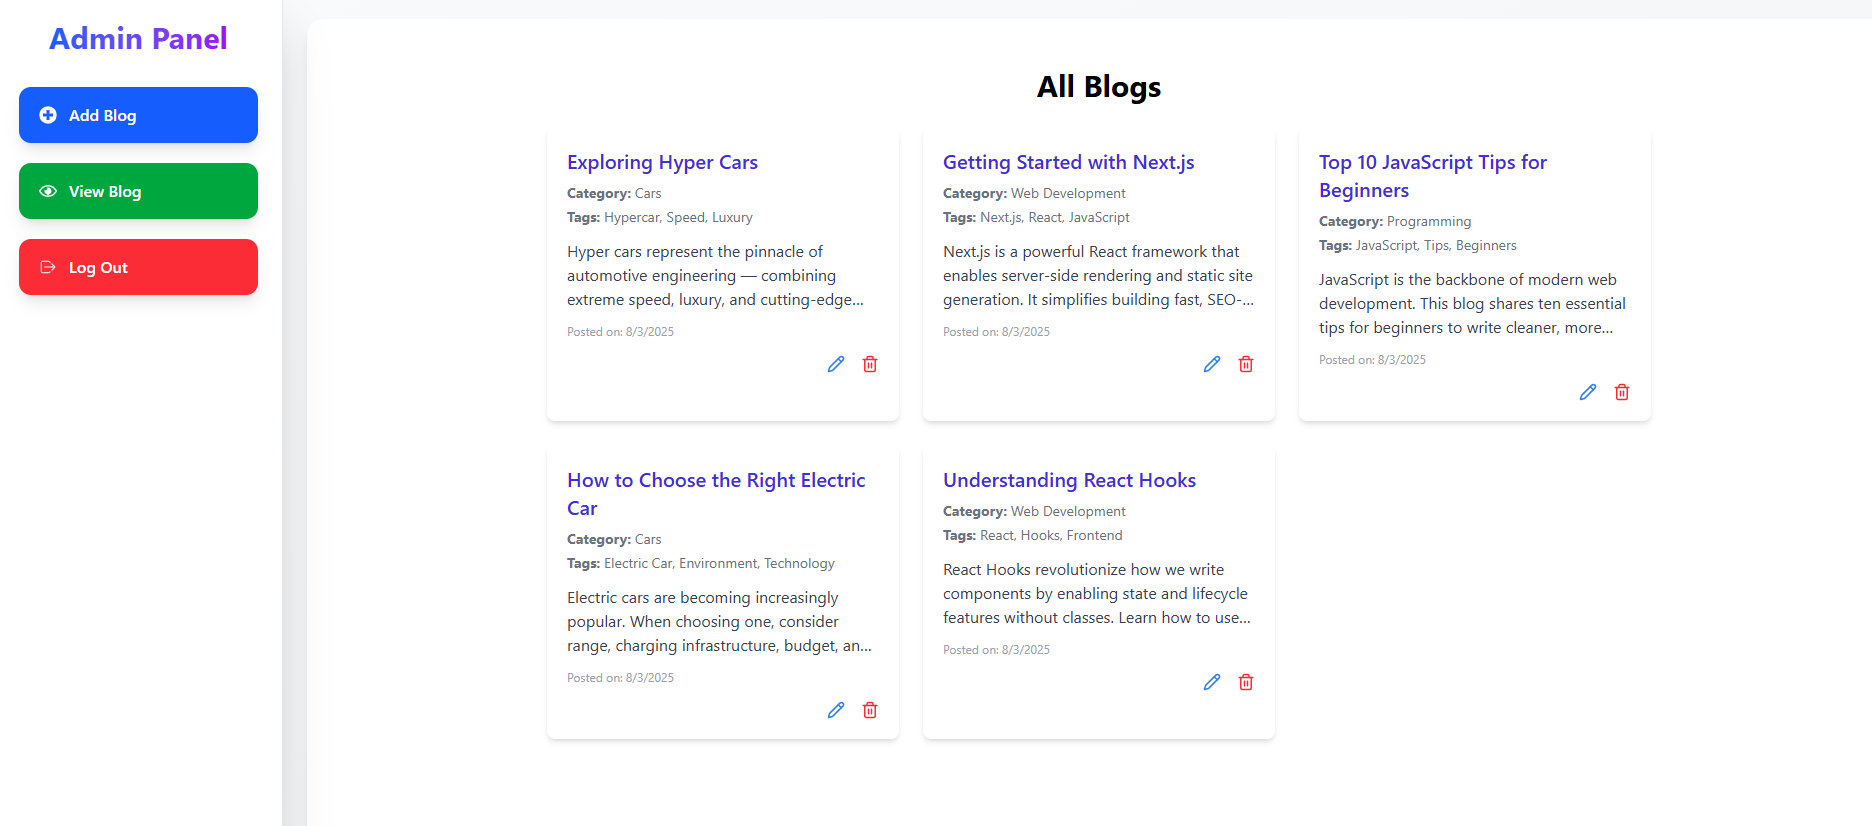 Admin Panel
Add Blog
View Blog
Log Out
All Blogs
Exploring Hyper Cars
Category: Cars
Tags: Hypercar, Speed, Luxury
Hyper cars represent the pinnacle of
automotive engineering — combining
extreme speed, luxury, and cutting-edge...
Posted on: 8/3/2025
Getting Started with Next.js
Category: Web Development
Tags: Next.js, React, JavaScript
Next.js is a powerful React framework that
enables server-side rendering and static site
generation. It simplifies building fast, SEO-...
Posted on: 8/3/2025
Top 10 JavaScript Tips for
Beginners
Category: Programming
Tags: JavaScript, Tips, Beginners
JavaScript is the backbone of modern web
development. This blog shares ten essential
tips for beginners to write cleaner, more...
Posted on: 8/3/2025
How to Choose the Right Electric
Car
Category: Cars
Tags: Electric Car, Environment, Technology
Electric cars are becoming increasingly
popular. When choosing one, consider
range, charging infrastructure, budget, an...
Posted on: 8/3/2025
Understanding React Hooks
Category: Web Development
Tags: React, Hooks, Frontend
React Hooks revolutionize how we write
components by enabling state and lifecycle
features without classes. Learn how to use...
Posted on: 8/3/2025